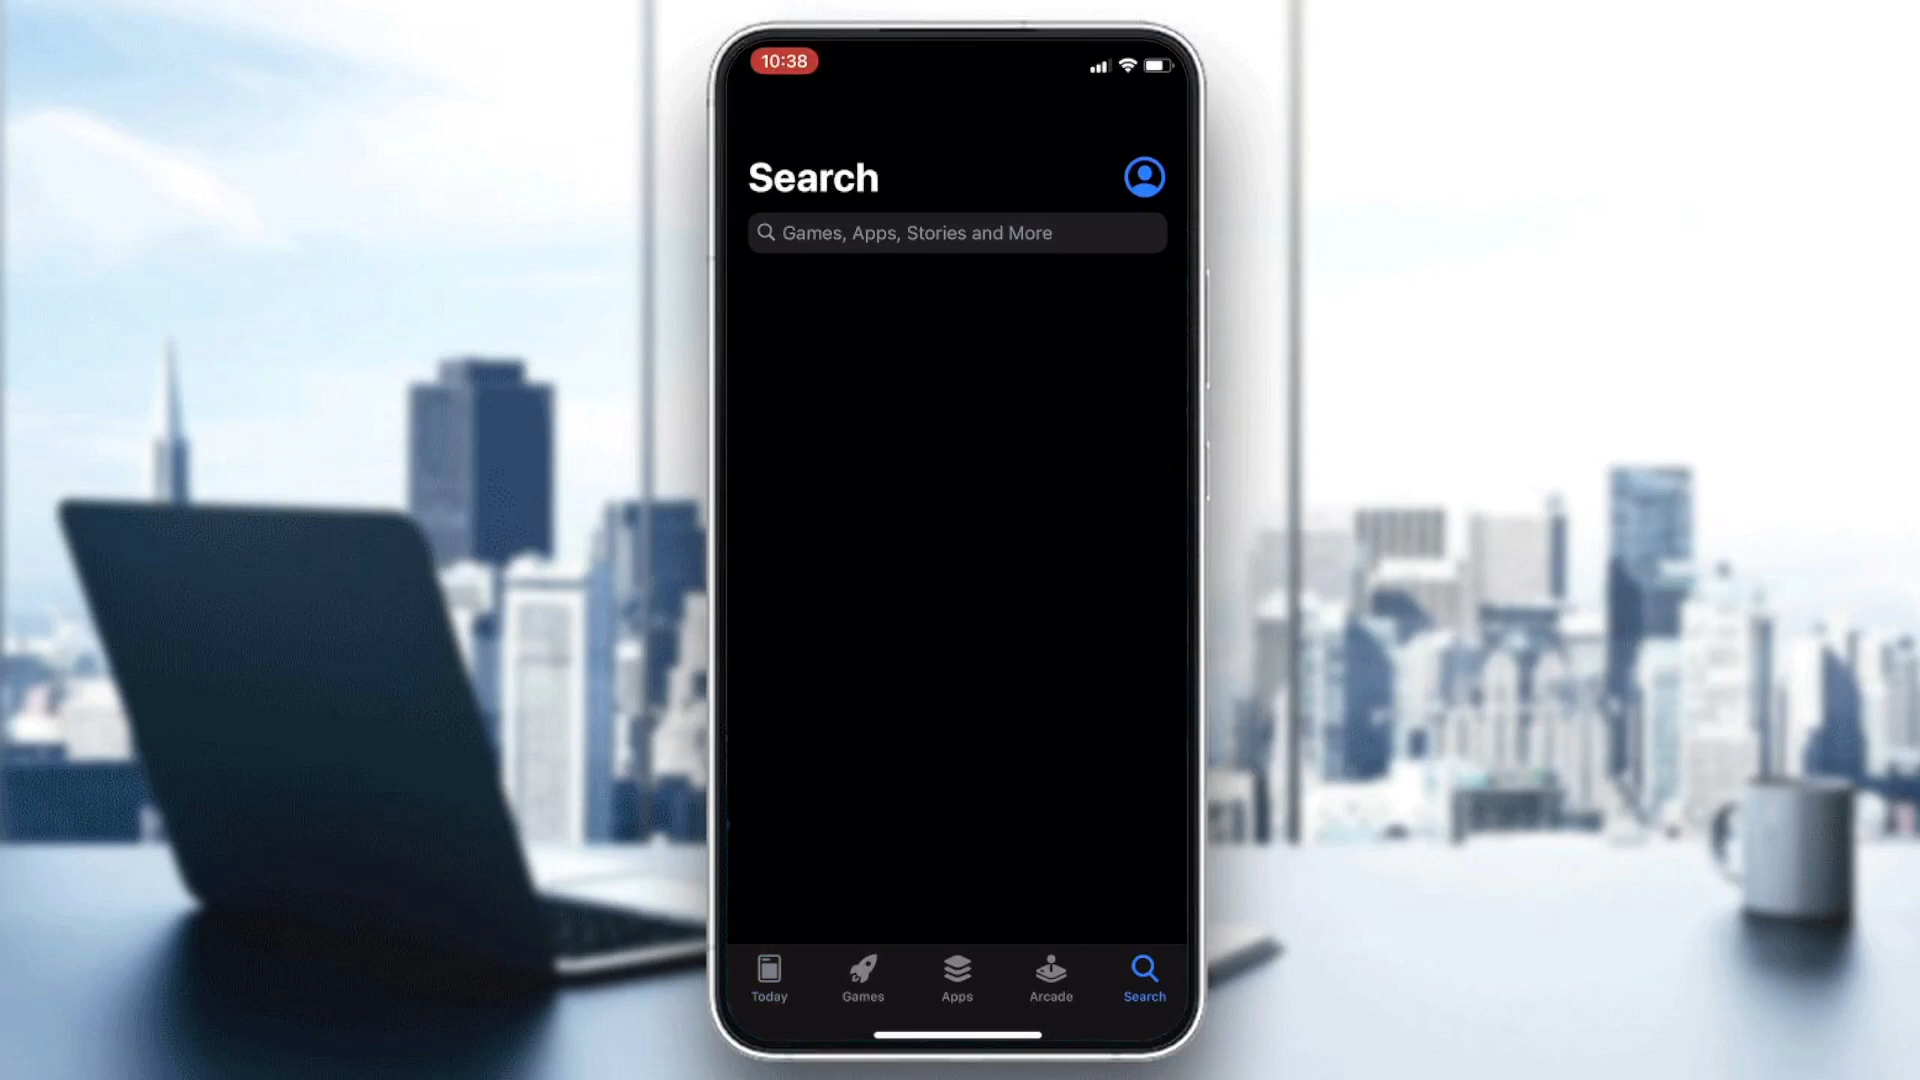 10:38
Search
Games, Apps, Stories and More
Today
Games
Apps
Arcade
Search